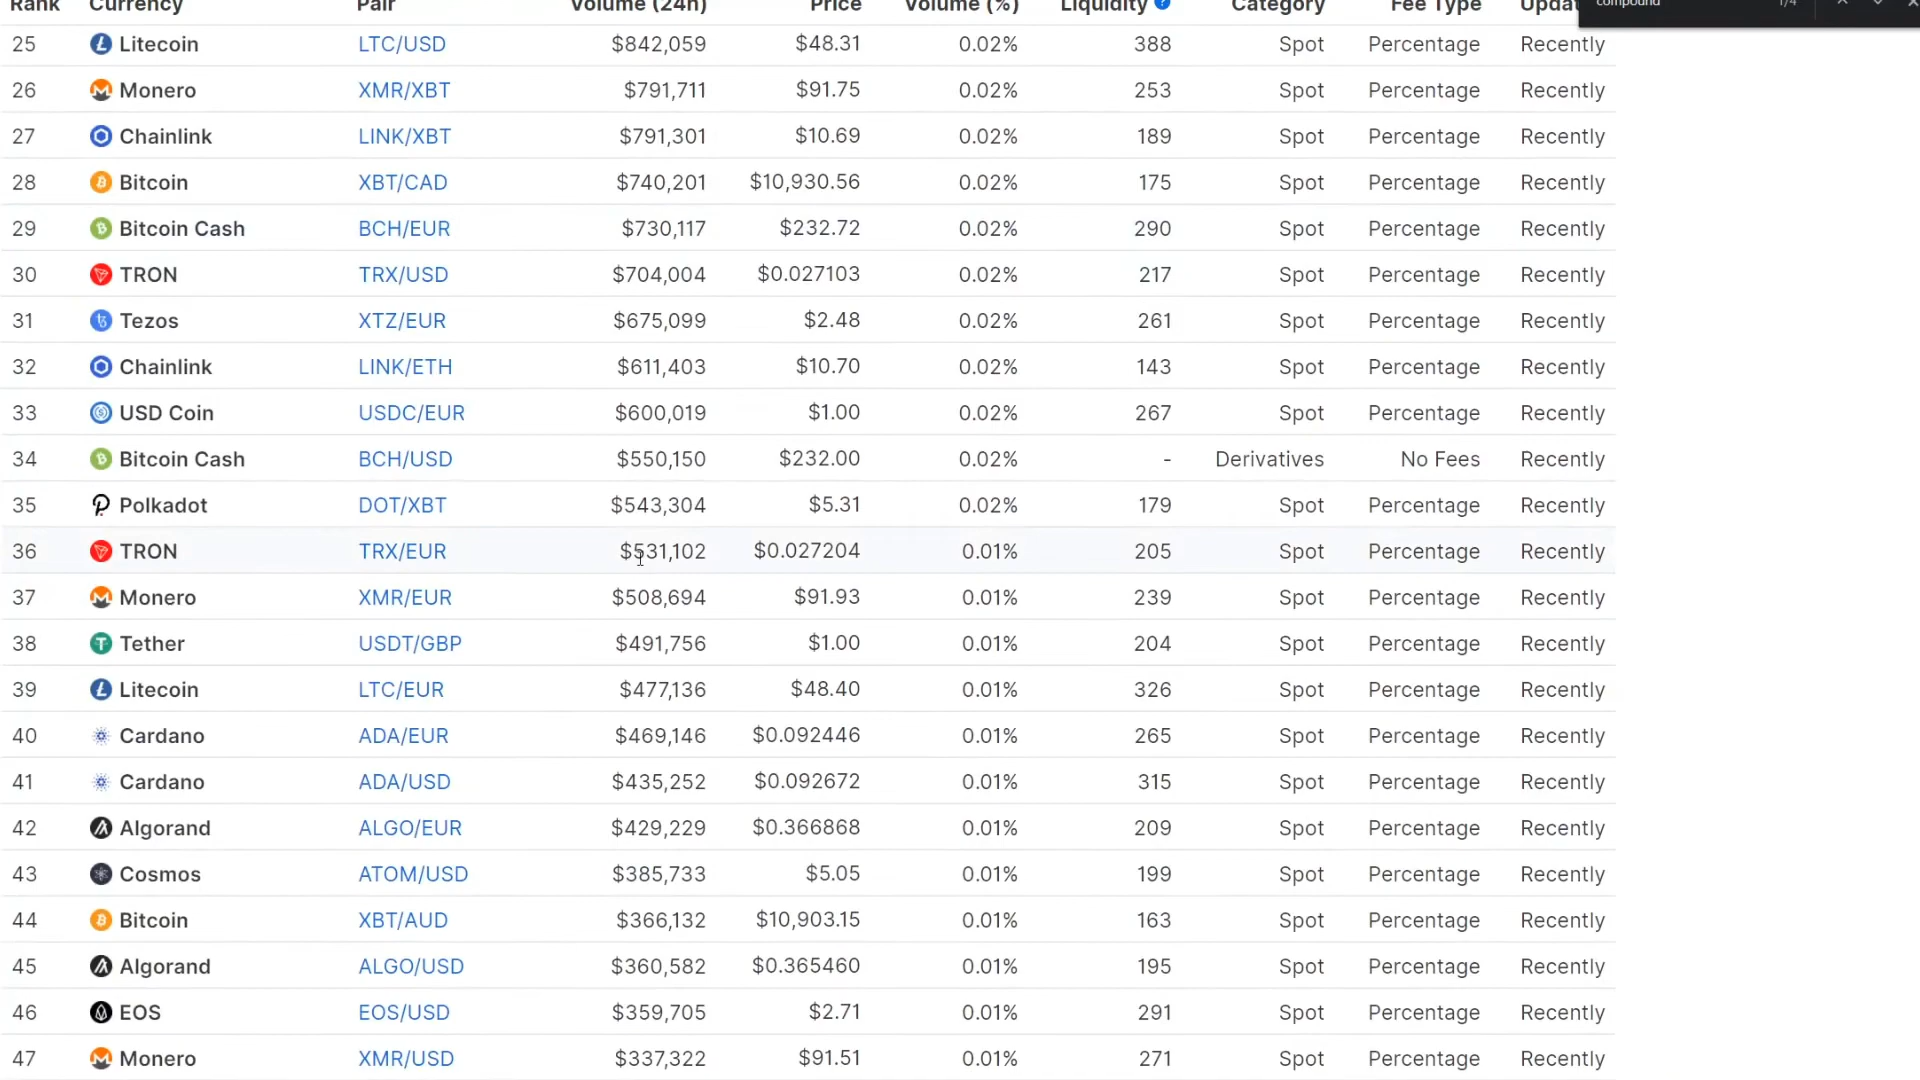 Rank Currency Pair Volume (24h) Price Volume (%) Liquidity ? Category Fee Type
compound 1/4
25 Litecoin LTC/USD $842,059 $48.31 0.02% 388 Spot Percentage Recently
26 Monero XMR/XBT $791,711 $91.75 0.02% 253 Spot Percentage Recently
27 Chainlink LINK/XBT $791,301 $10.69 0.02% 189 Spot Percentage Recently
28 Bitcoin XBT/CAD $740,201 $10,930.56 0.02% 175 Spot Percentage Recently
29 Bitcoin Cash BCH/EUR $730,117 $232.72 0.02% 290 Spot Percentage Recently
30 TRON TRX/USD $704,004 $0.027103 0.02% 217 Spot Percentage Recently
31 Tezos XTZ/EUR $675,099 $2.48 0.02% 261 Spot Percentage Recently
32 Chainlink LINK/ETH $611,403 $10.70 0.02% 143 Spot Percentage Recently
33 USD Coin USDC/EUR $600,019 $1.00 0.02% 267 Spot Percentage Recently
34 Bitcoin Cash BCH/USD $550,150 $232.00 0.02% - Derivatives No Fees Recently
35 Polkadot DOT/XBT $543,304 $5.31 0.02% 179 Spot Percentage Recently
36 TRON TRX/EUR $531,102 $0.027204 0.01% 205 Spot Percentage Recently
37 Monero XMR/EUR $508,694 $91.93 0.01% 239 Spot Percentage Recently
38 Tether USDT/GBP $491,756 $1.00 0.01% 204 Spot Percentage Recently
39 Litecoin LTC/EUR $477,136 $48.40 0.01% 326 Spot Percentage Recently
40 Cardano ADA/EUR $469,146 $0.092446 0.01% 265 Spot Percentage Recently
41 Cardano ADA/USD $435,252 $0.092672 0.01% 315 Spot Percentage Recently
42 Algorand ALGO/EUR $429,229 $0.366868 0.01% 209 Spot Percentage Recently
43 Cosmos ATOM/USD $385,733 $5.05 0.01% 199 Spot Percentage Recently
44 Bitcoin XBT/AUD $366,132 $10,903.15 0.01% 163 Spot Percentage Recently
45 Algorand ALGO/USD $360,582 $0.365460 0.01% 195 Spot Percentage Recently
46 EOS EOS/USD $359,705 $2.71 0.01% 291 Spot Percentage Recently
47 Monero XMR/USD $337,322 $91.51 0.01% 271 Spot Percentage Recently